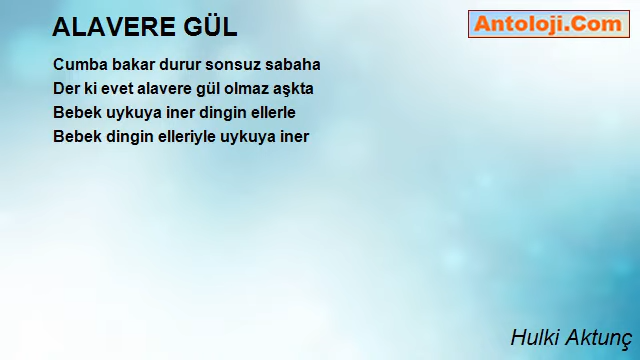 ALAVERE GÜL
Antoloji.Com
Cumba bakar durur sonsuz sabaha
Der ki evet alavere gül olmaz aşkta
Bebek uykuya iner dingin ellerle
Bebek dingin elleriyle uykuya iner
Hulki Aktunç